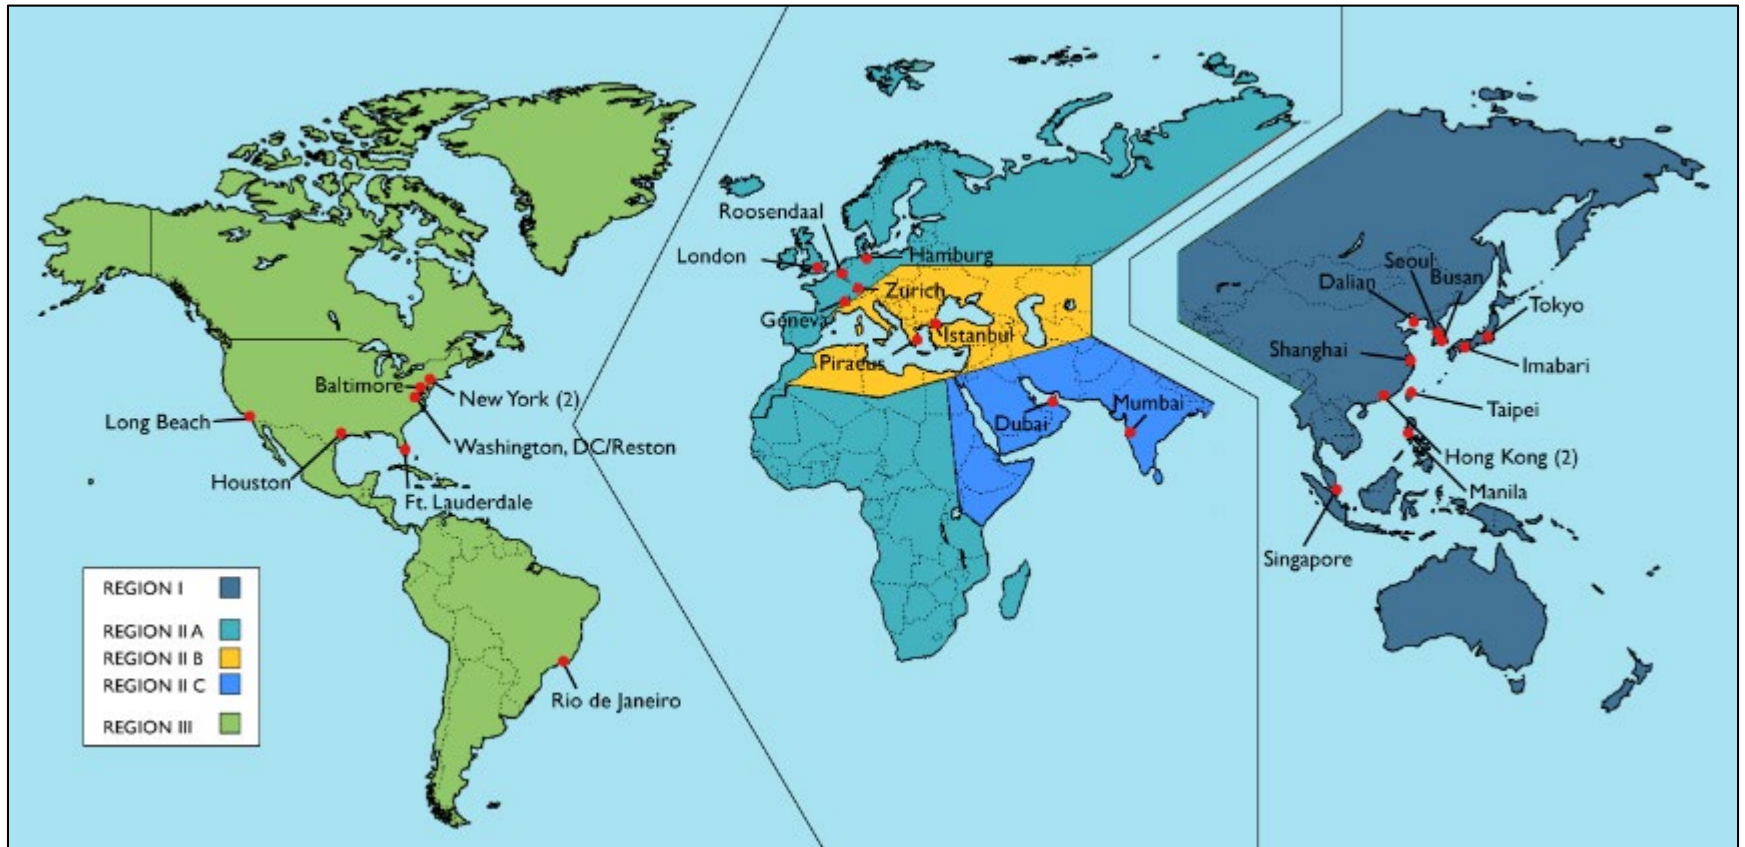 Roosendaal
London
Hamburg
Zurich
Geneva
Istanbul
Piraeus
Dubai
Mumbai
Seoul
Busan
Dalian
Tokyo
Shanghai
Imabari
Taipei
Hong Kong (2)
Manila
Singapore
Baltimore
New York (2)
Long Beach
Washington, DC/Reston
Houston
Ft. Lauderdale
Rio de Janeiro
REGION I
REGION II A
REGION II B
REGION II C
REGION III